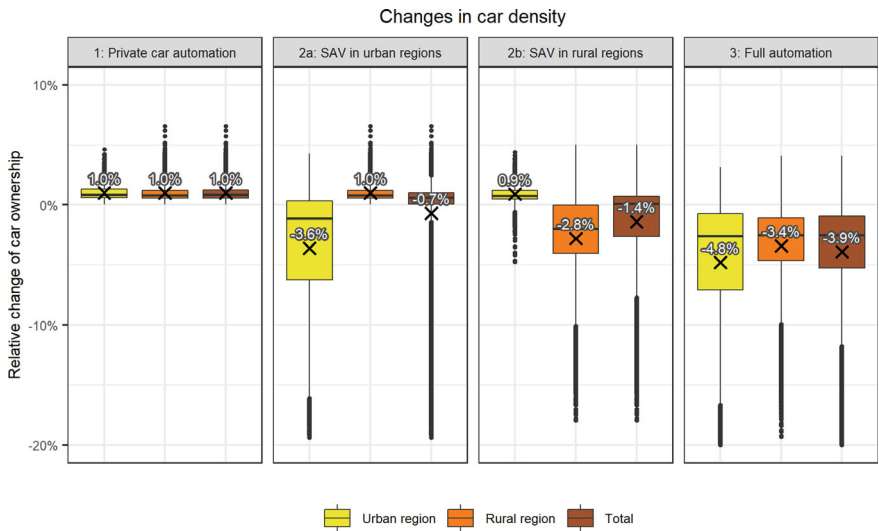 Changes in car density
1: Private car automation
2a: SAV in urban regions
2b: SAV in rural regions
3: Full automation
Relative change of car ownership
10%
0%
-10%
-20%
1.0%
1.0%
1.0%
-3.6%
1.0%
-0.7%
0.9%
-2.8%
-1.4%
-4.8%
-3.4%
-3.9%
Urban region
Rural region
Total